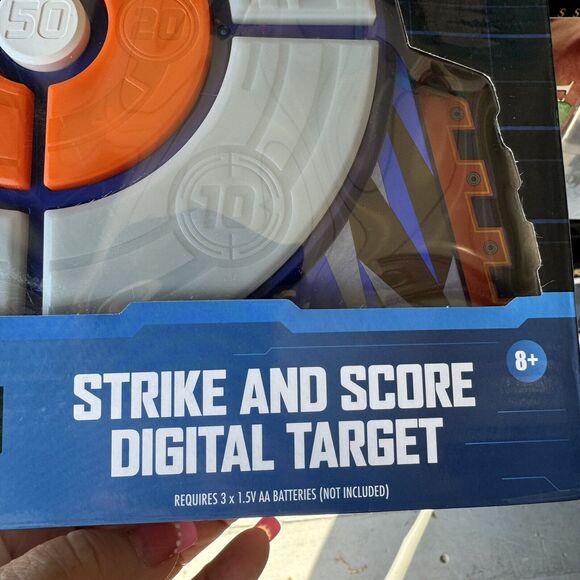 50
20
10
8+
STRIKE AND SCORE
DIGITAL TARGET
REQUIRES 3 x 1.5V AA BATTERIES (NOT INCLUDED)